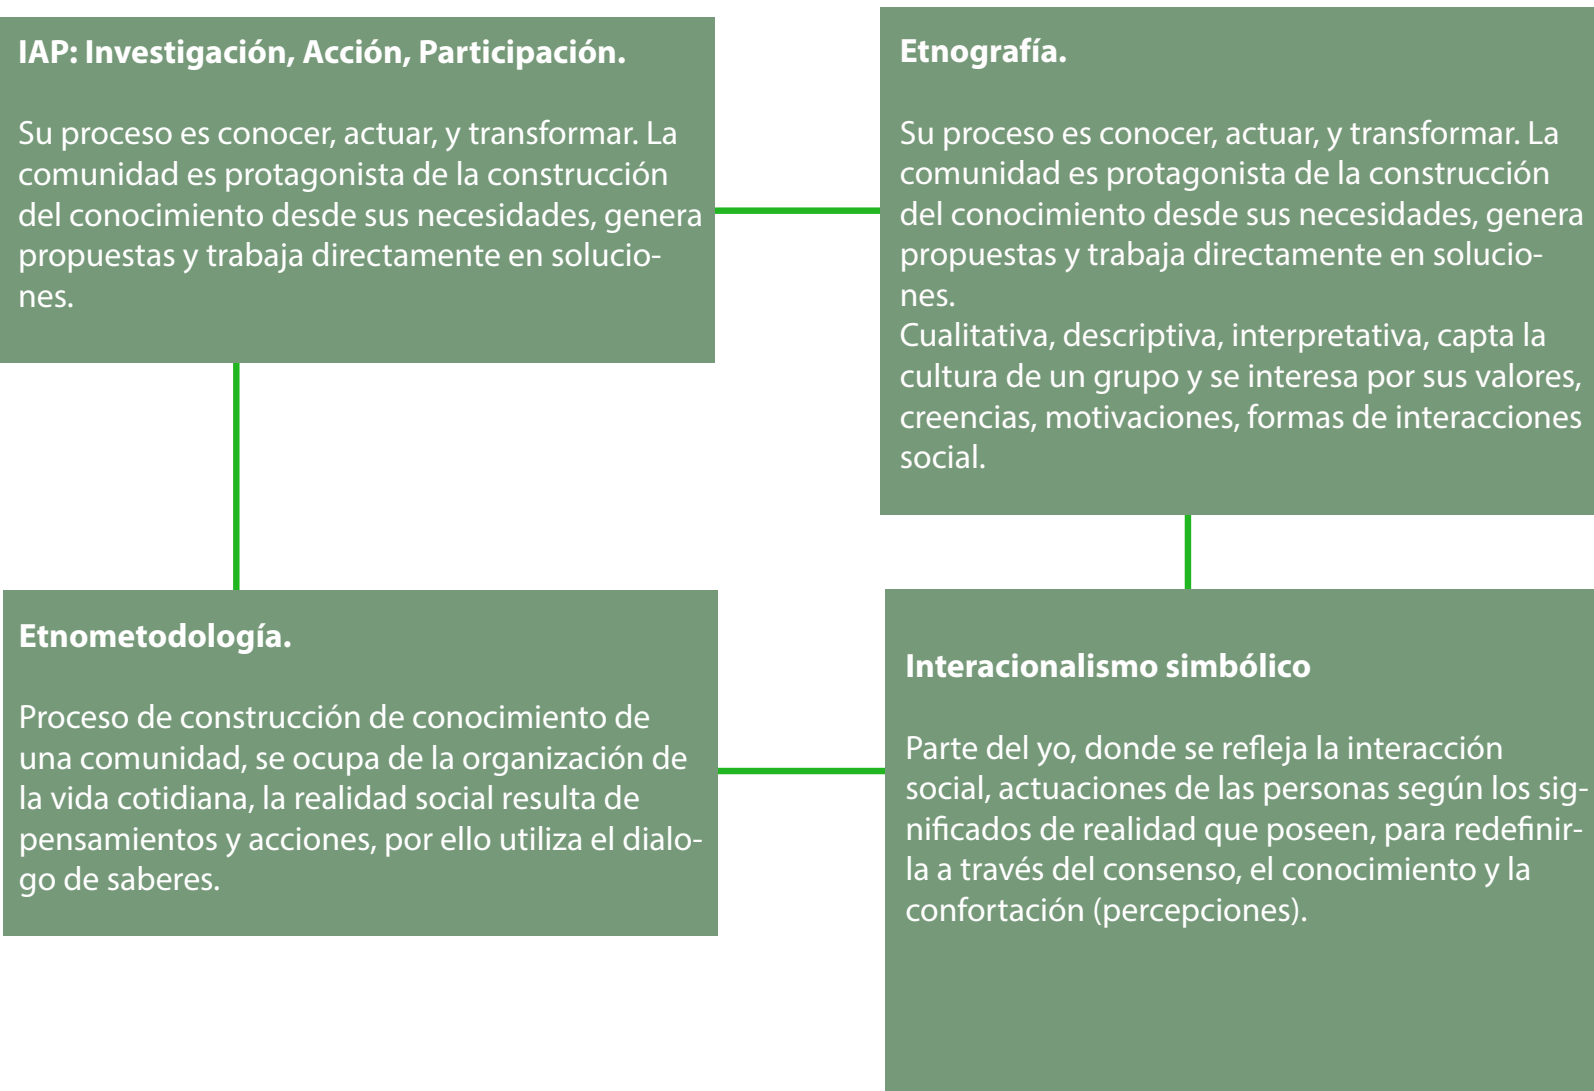 IAP: Investigación, Acción, Participación.
Su proceso es conocer, actuar, y transformar. La
comunidad es protagonista de la construcción
del conocimiento desde sus necesidades, genera
propuestas y trabaja directamente en solucio-
nes.
Etnografía.
Su proceso es conocer, actuar, y transformar. La
comunidad es protagonista de la construcción
del conocimiento desde sus necesidades, genera
propuestas y trabaja directamente en solucio-
nes.
Cualitativa, descriptiva, interpretativa, capta la
cultura de un grupo y se interesa por sus valores,
creencias, motivaciones, formas de interacciones
social.
Etnometodología.
Proceso de construcción de conocimiento de
una comunidad, se ocupa de la organización de
la vida cotidiana, la realidad social resulta de
pensamientos y acciones, por ello utiliza el dialo-
go de saberes.
Interacionalismo simbólico
Parte del yo, donde se refleja la interacción
social, actuaciones de las personas según los sig-
nificados de realidad que poseen, para redefinir-
la a través del consenso, el conocimiento y la
confortación (percepciones).